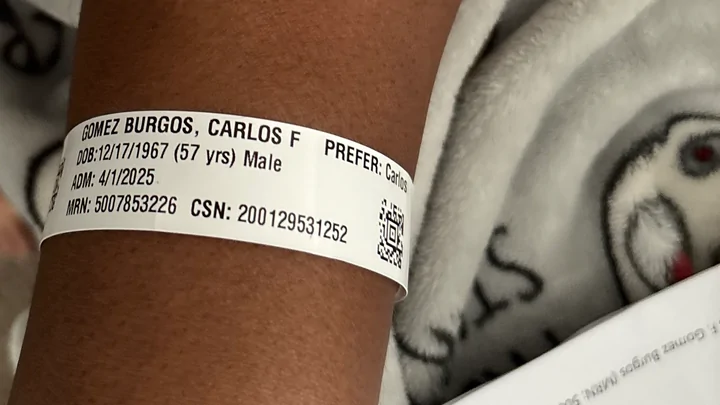 GOMEZ BURGOS, CARLOS F PREFER: Carlos
DOB:12/17/1967 (57 yrs) Male
ADM: 4/1/2025
MRN: 5007853226 CSN: 200129531252
F. Gomez Burgos (MRN: